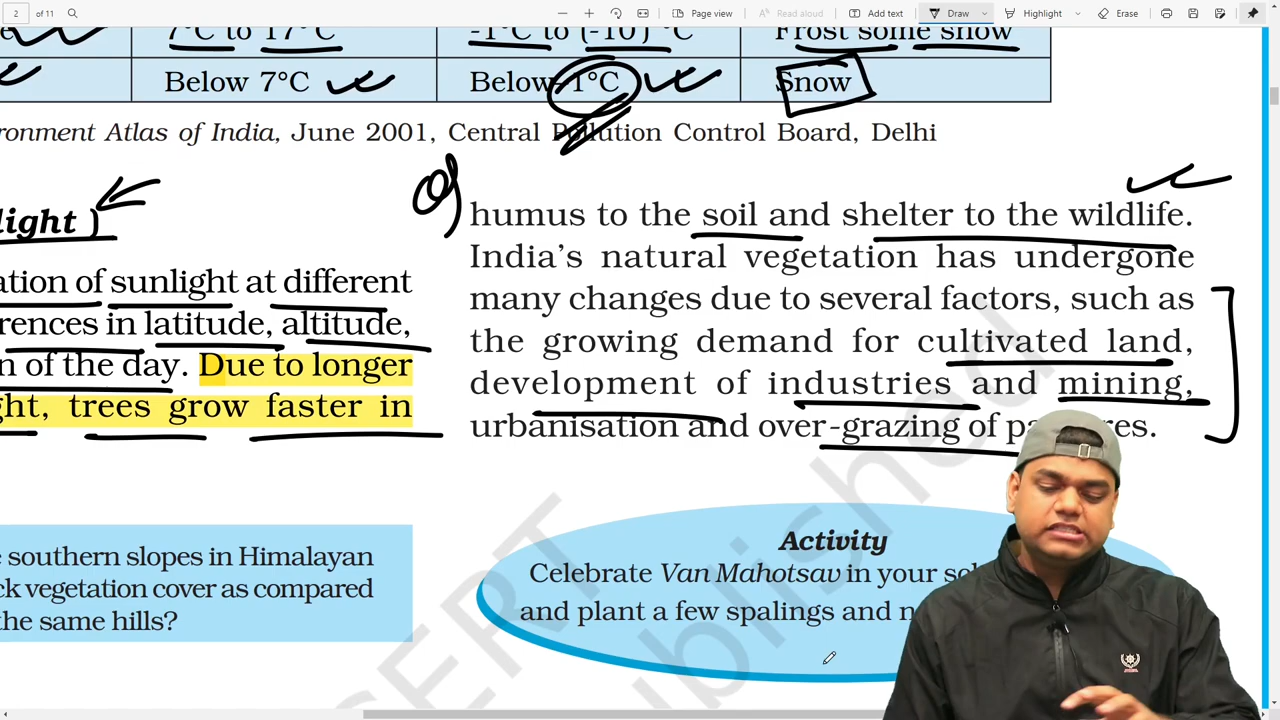 2 of 11
Page view
Read aloud
Add text
Draw
Highlight
Erase
7°C to 17°C
-1°C to (-10) °C
Frost some snow
Below 7°C
Below -1°C
Snow
ronment Atlas of India, June 2001, Central Pollution Control Board, Delhi
light
ation of sunlight at different
rences in latitude, altitude,
n of the day. Due to longer
ght, trees grow faster in
humus to the soil and shelter to the wildlife.
India's natural vegetation has undergone
many changes due to several factors, such as
the growing demand for cultivated land,
development of industries and mining,
urbanisation and over-grazing of
e southern slopes in Himalayan
ck vegetation cover as compared
the same hills?
Activity
Celebrate Van Mahotsav in your
and plant a few spalings and